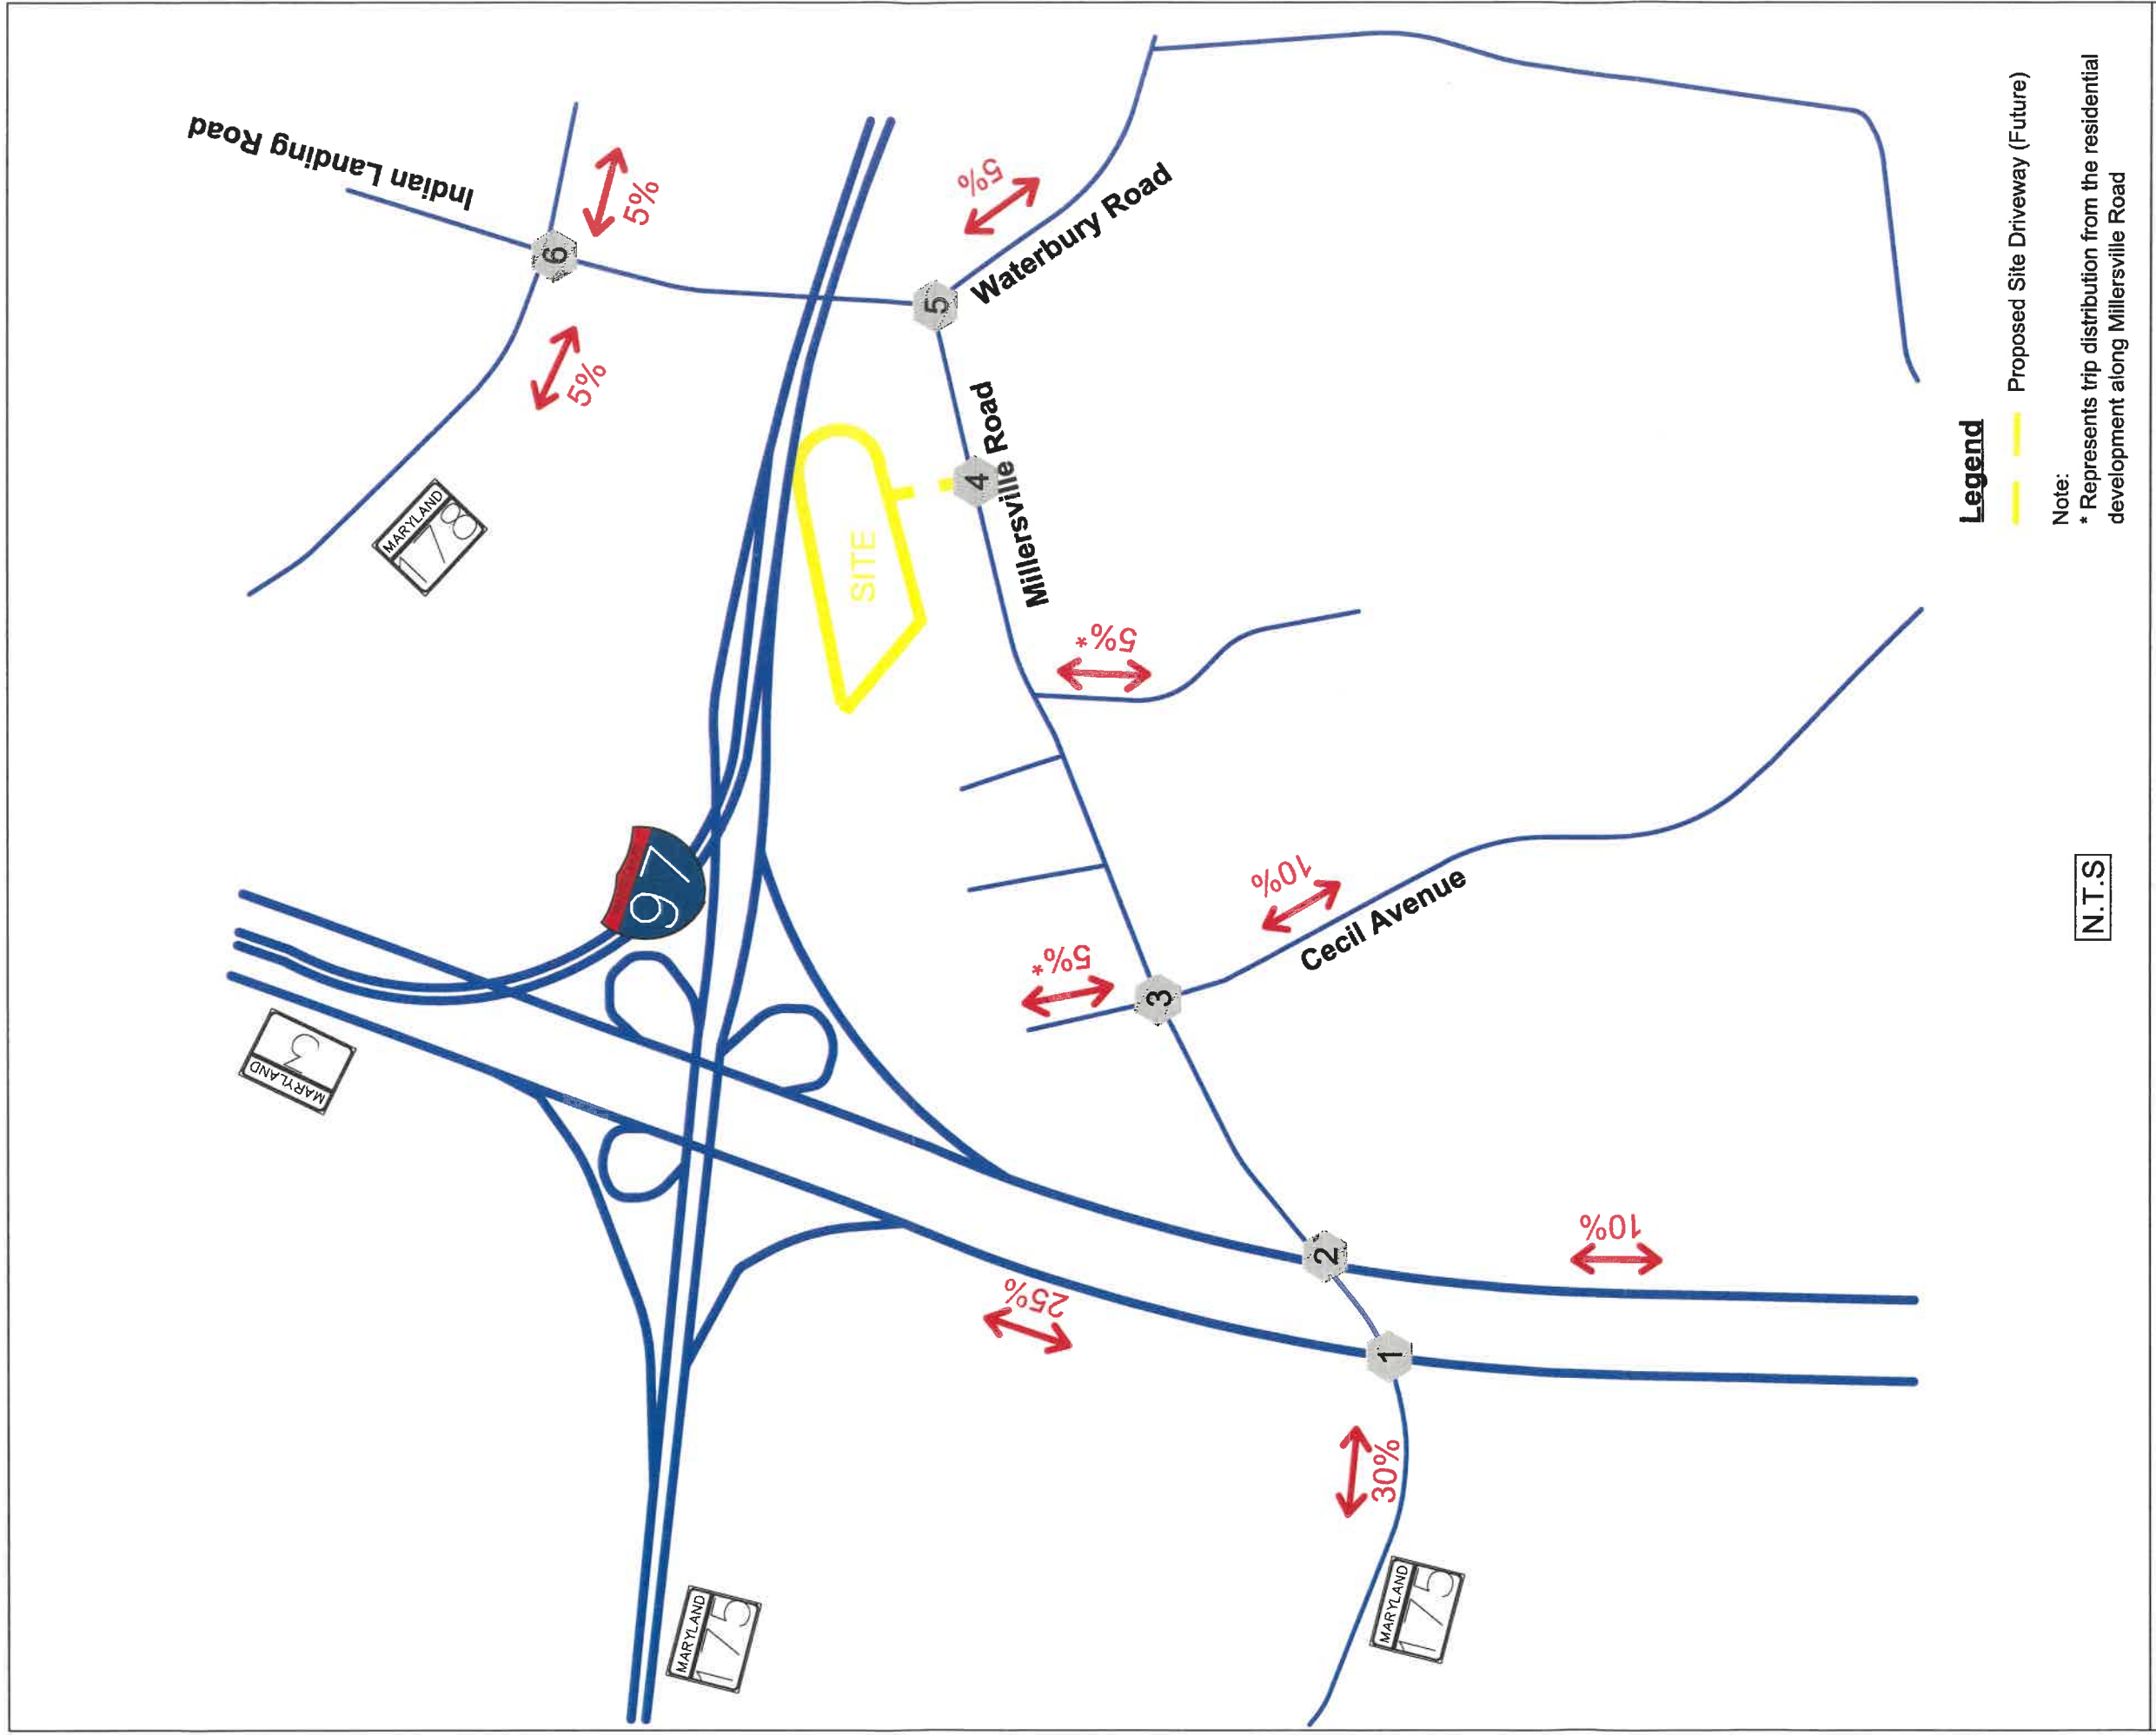 Indian Landing Road
6
5%
5%
MARYLAND
178
5%
Waterbury Road
5
Millersville Road
4
SITE
5%*
97
MARYLAND
3
5%*
3
10%
Cecil Avenue
25%
2
10%
1
30%
MARYLAND
175
MARYLAND
175
Legend
Proposed Site Driveway (Future)
Note:
* Represents trip distribution from the residential
development along Millersville Road
N.T.S